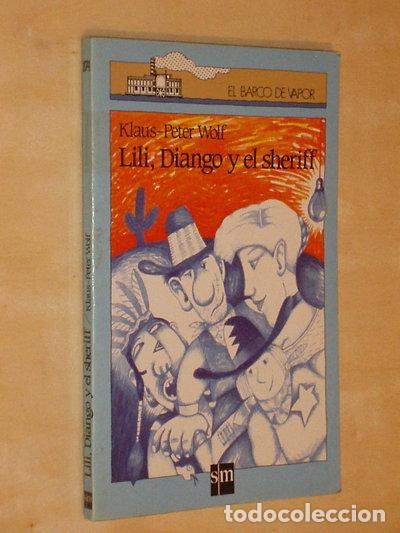 EL BARCO DE VAPOR
Klaus-Peter Wolf
Lili, Diango y el sheriff
sm
Lili, Diango y el sheriff / Klaus-Peter Wolf
todocoleccion